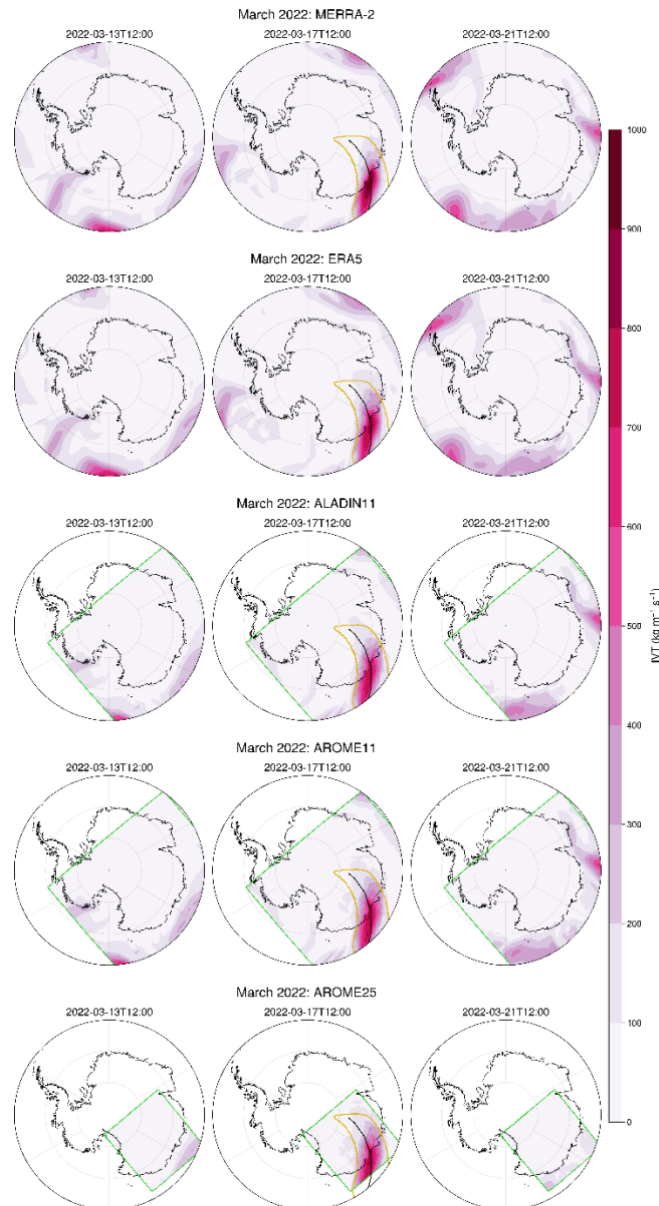 March 2022: MERRA-2
2022-03-13T12:00 2022-03-17T12:00 2022-03-21T12:00
March 2022: ERA5
2022-03-13T12:00 2022-03-17T12:00 2022-03-21T12:00
March 2022: ALADIN11
2022-03-13T12:00 2022-03-17T12:00 2022-03-21T12:00
March 2022: AROME11
2022-03-13T12:00 2022-03-17T12:00 2022-03-21T12:00
March 2022: AROME25
2022-03-13T12:00 2022-03-17T12:00 2022-03-21T12:00
1000
900
800
700
600
500
400
300
200
100
0
IVT (kg m⁻¹ s⁻¹)